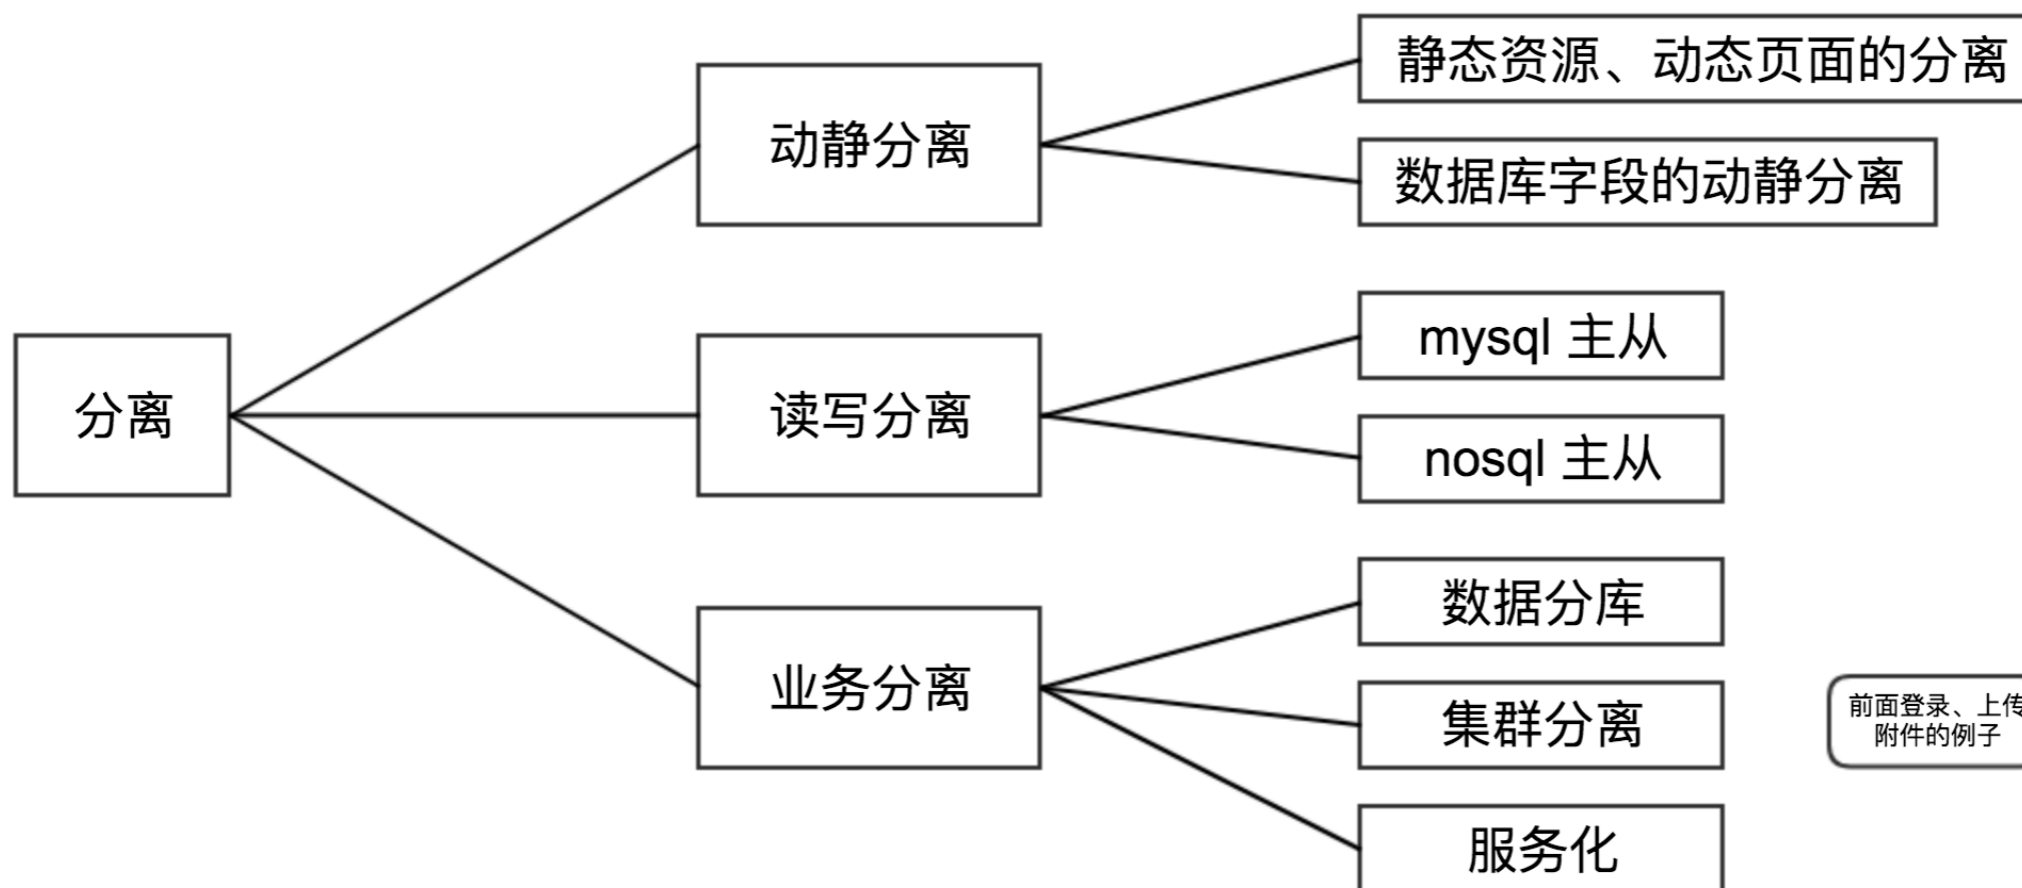 静态资源、动态页面的分离
动静分离
数据库字段的动静分离
mysql 主从
分离
读写分离
nosql 主从
数据分库
业务分离
集群分离
前面登录、上传
附件的例子
服务化